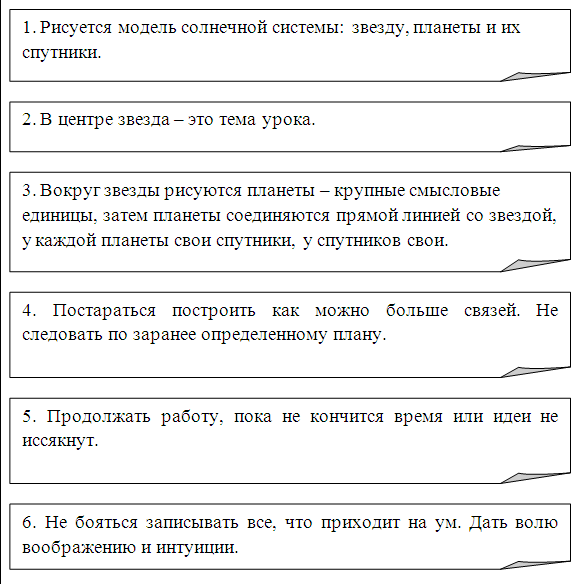 1. Рисуется модель солнечной системы: звезду, планеты и их
спутники.
2. В центре звезда – это тема урока.
3. Вокруг звезды рисуются планеты – крупные смысловые
единицы, затем планеты соединяются прямой линией со звездой,
у каждой планеты свои спутники, у спутников свои.
4. Постараться построить как можно больше связей. Не
следовать по заранее определенному плану.
5. Продолжать работу, пока не кончится время или идеи не
иссякнут.
6. Не бояться записывать все, что приходит на ум. Дать волю
воображению и интуиции.